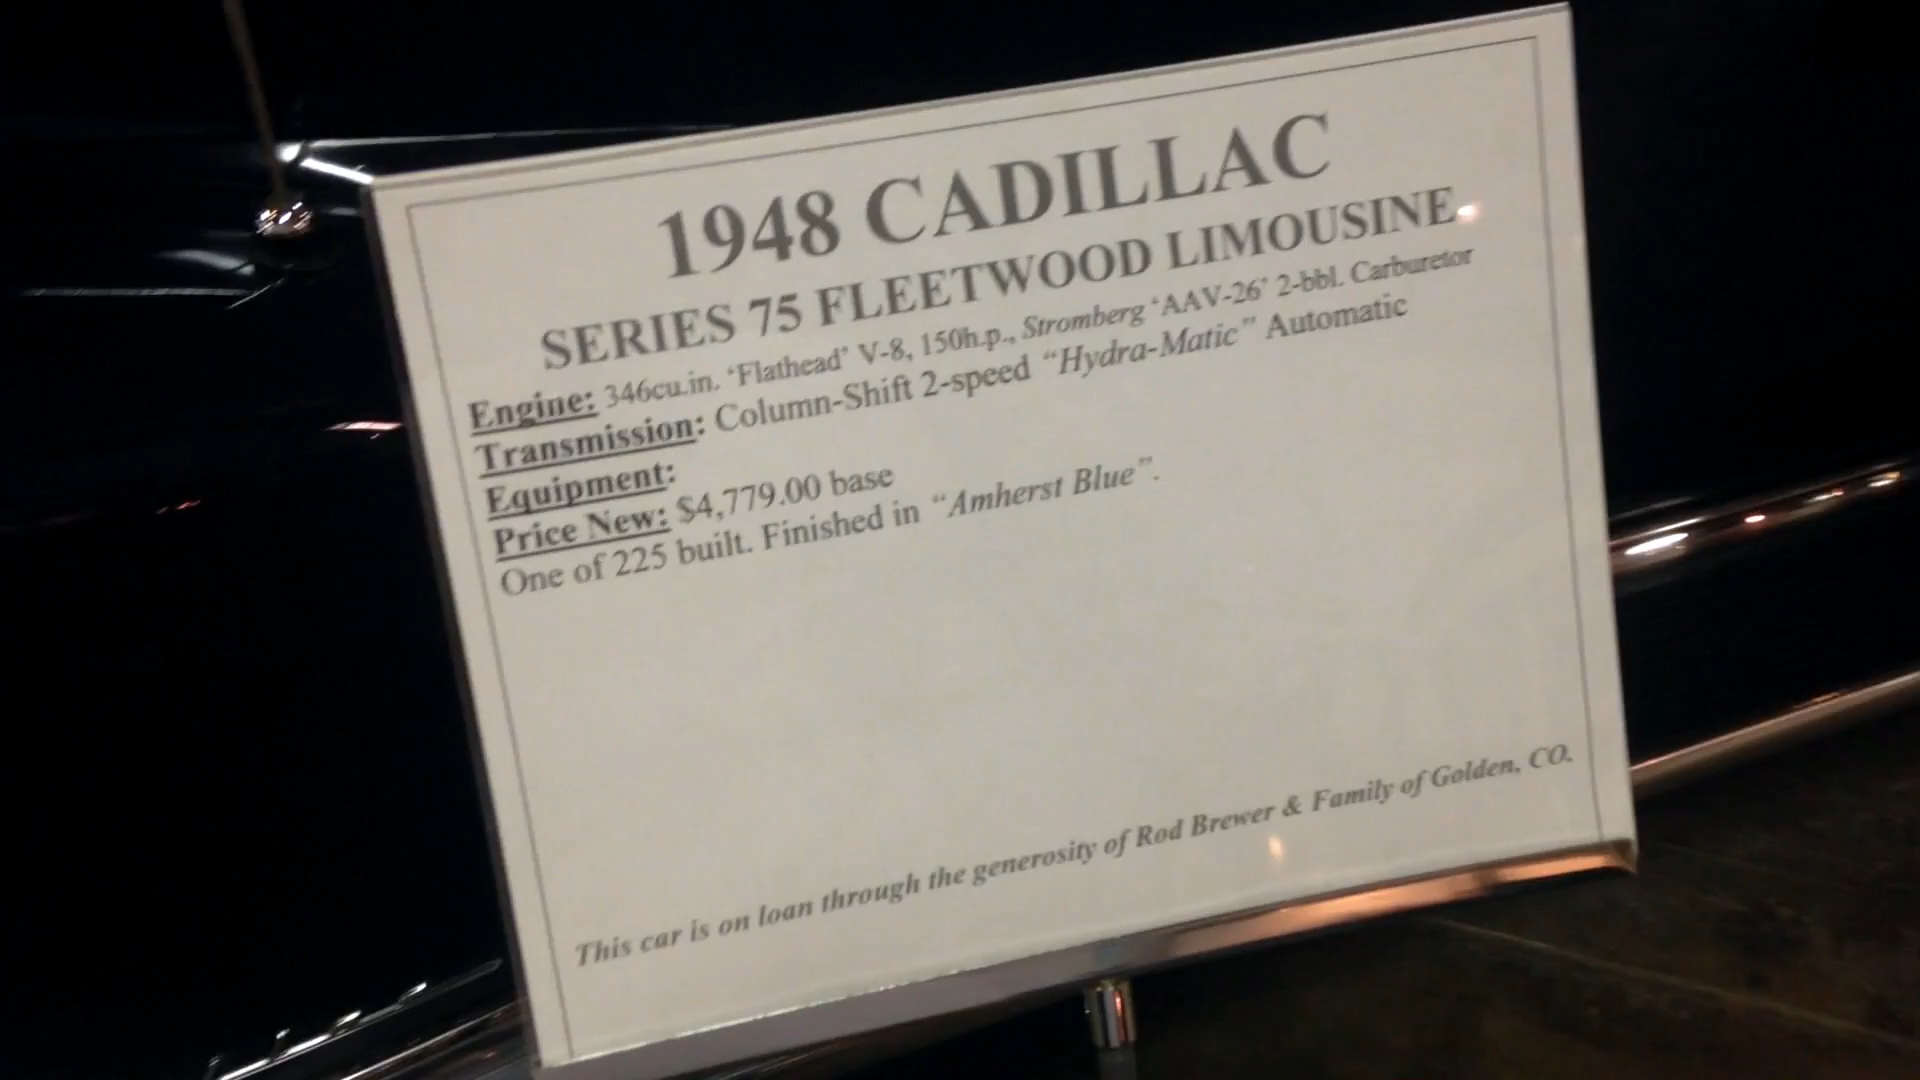 1948 CADILLAC
SERIES 75 FLEETWOOD LIMOUSINE
Engine: 346cu.in. ‘Flathead’ V-8, 150h.p., Stromberg ‘AAV-26’ 2-bbl. Carburetor
Transmission: Column-Shift 2-speed “Hydra-Matic” Automatic
Equipment:
Price New: $4,779.00 base
One of 225 built. Finished in “Amherst Blue”.
This car is on loan through the generosity of Rod Brewer & Family of Golden, CO.